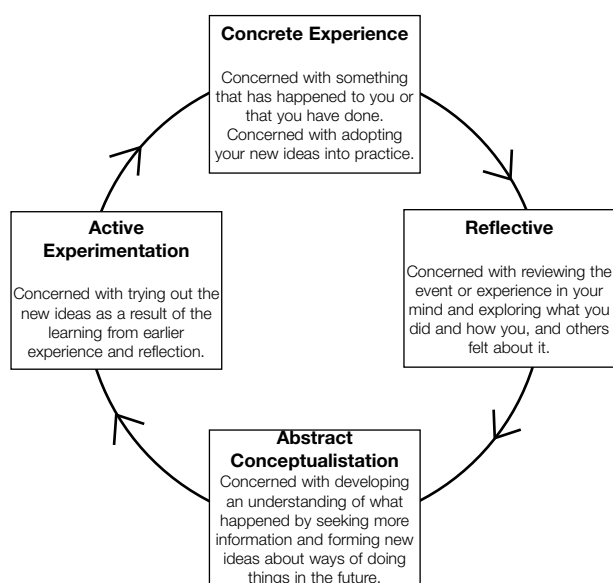 Concrete Experience
Concerned with something
that has happened to you or
that you have done.
Concerned with adopting
your new ideas into practice.
Reflective
Concerned with reviewing the
event or experience in your
mind and exploring what you
did and how you, and others
felt about it.
Abstract
Conceptualistation
Concerned with developing
an understanding of what
happened by seeking more
information and forming new
ideas about ways of doing
things in the future.
Active
Experimentation
Concerned with trying out the
new ideas as a result of the
learning from earlier
experience and reflection.